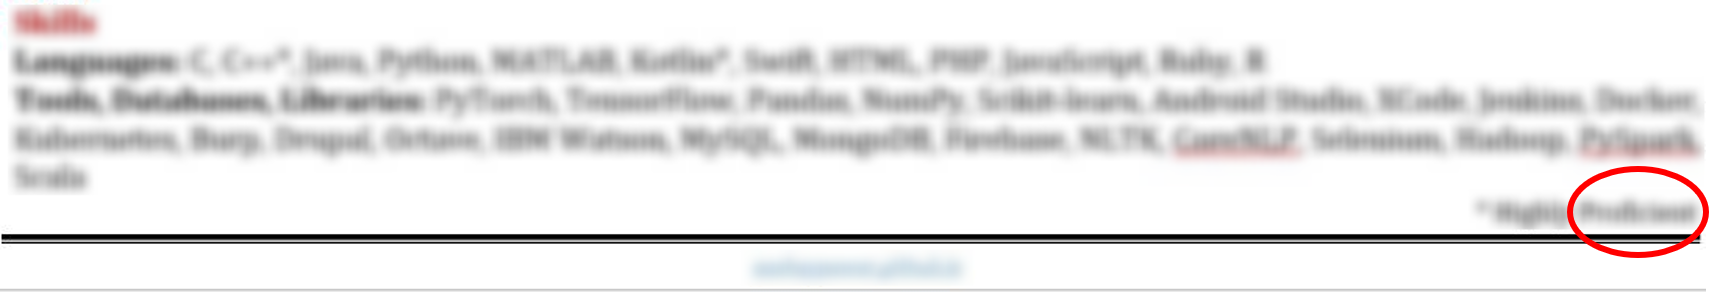 Skills
Languages: C, C++*, Java, Python, MATLAB, Kotlin*, Swift, HTML, PHP, JavaScript, Ruby, R
Tools, Databases, Libraries: PyTorch, TensorFlow, Pandas, NumPy, Scikit-learn, Android Studio, XCode, Jenkins, Docker,
Kubernetes, Burp, Drupal, Octave, IBM Watson, MySQL, MongoDB, Firebase, NLTK, CoreNLP, Selenium, Hadoop, PySpark,
Scala
* Highly Proficient